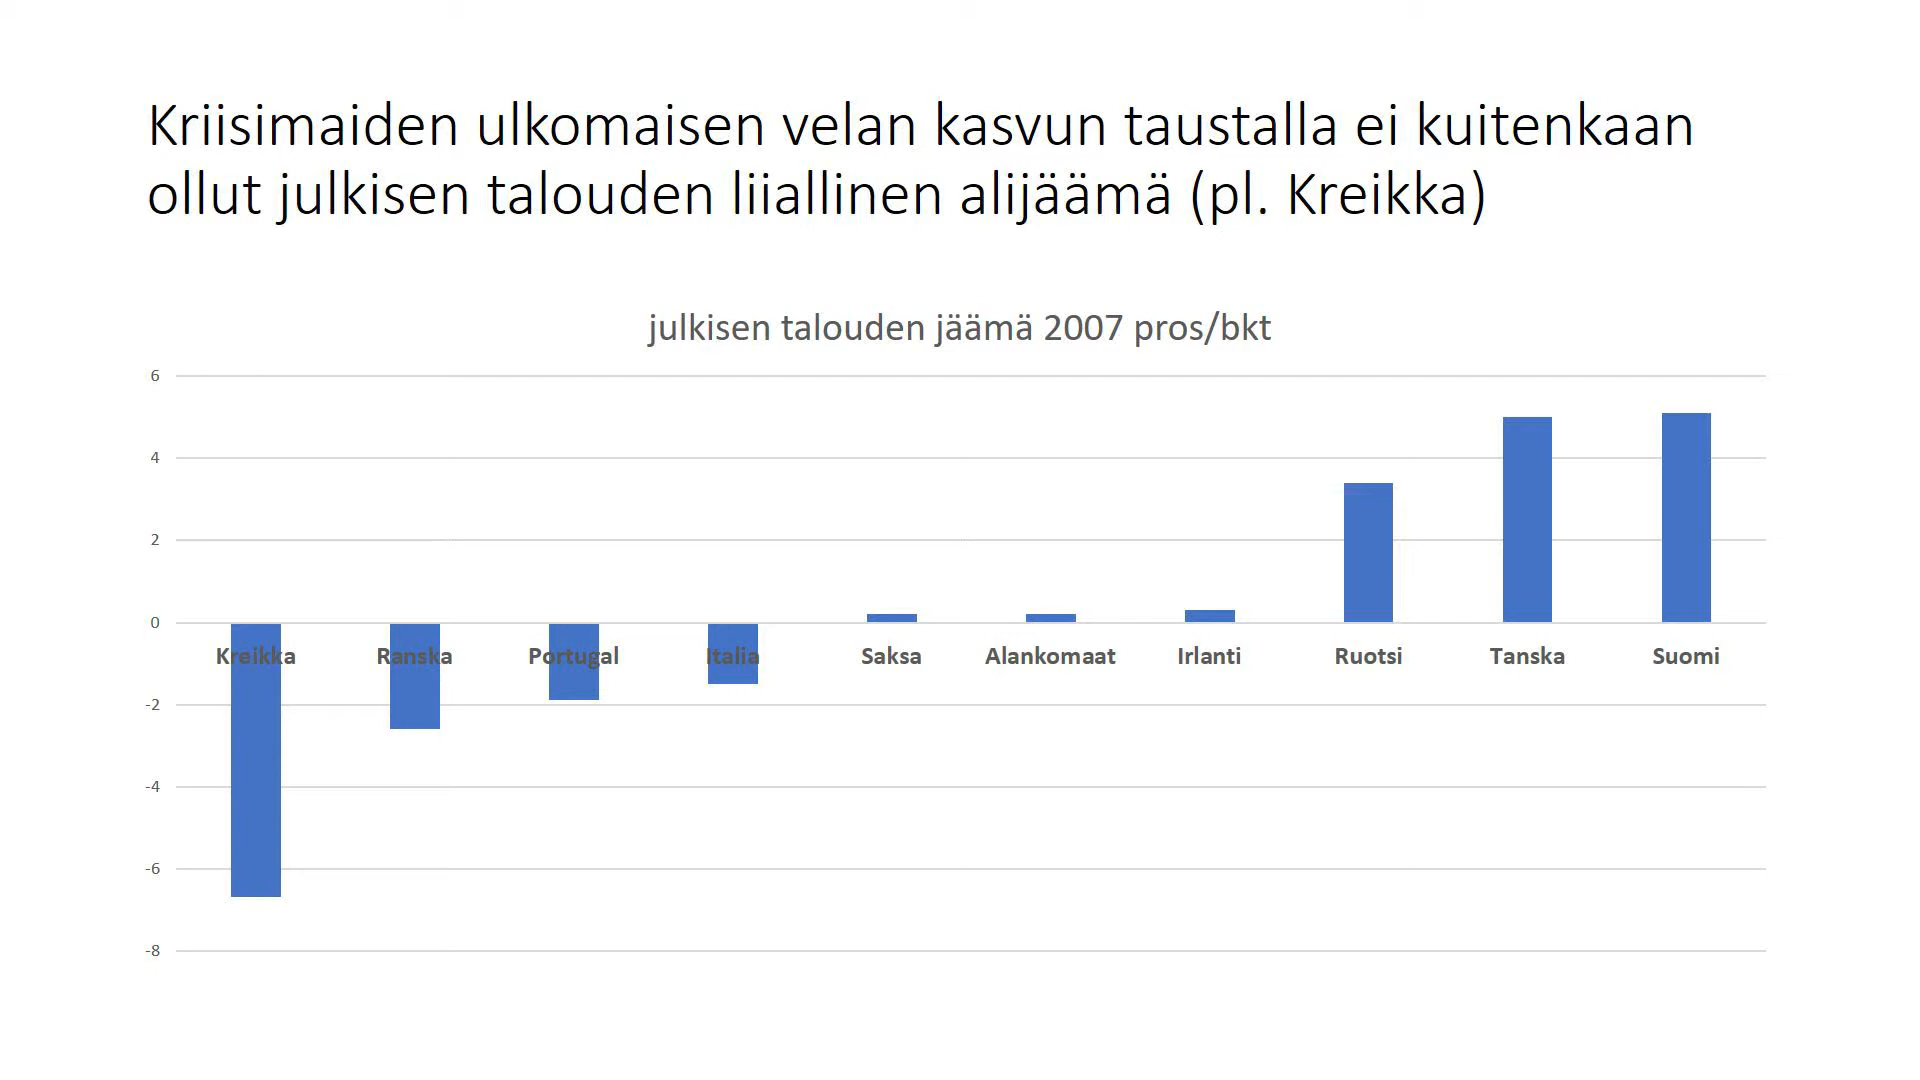 Kriisimaiden ulkomaisen velan kasvun taustalla ei kuitenkaan
ollut julkisen talouden liiallinen alijäämä (pl. Kreikka)
julkisen talouden jäämä 2007 pros/bkt
6
4
2
0
Kreikka Ranska Portugal Italia Saksa Alankomaat Irlanti Ruotsi Tanska Suomi
-2
-4
-6
-8